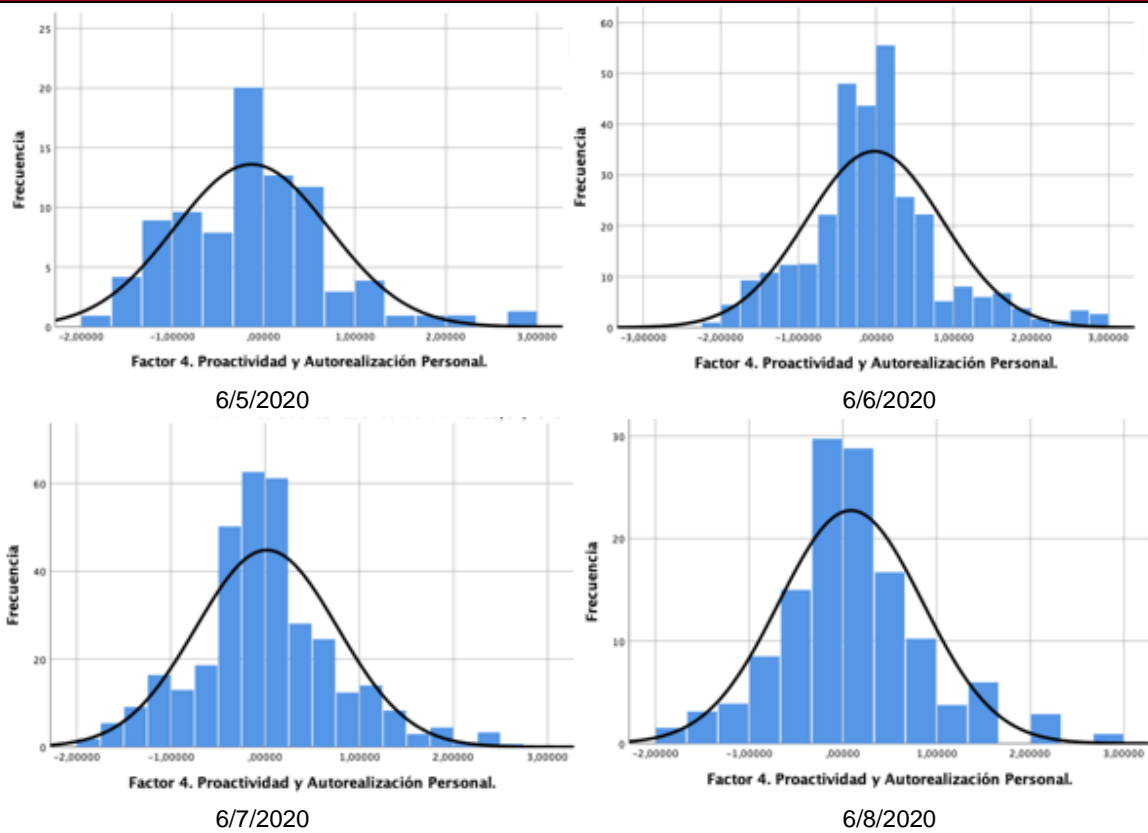 25
20
15
10
5
0
Frecuencia
-2,00000 -1,00000 ,00000 1,00000 2,00000 3,00000
Factor 4. Proactividad y Autorealización Personal.
6/5/2020
60
50
40
30
20
10
0
Frecuencia
-3,00000 -2,00000 -1,00000 ,00000 1,00000 2,00000 3,00000
Factor 4. Proactividad y Autorealización Personal.
6/6/2020
60
40
20
0
Frecuencia
-2,00000 -1,00000 ,00000 1,00000 2,00000 3,00000
Factor 4. Proactividad y Autorealización Personal.
6/7/2020
30
20
10
0
Frecuencia
-2,00000 -1,00000 ,00000 1,00000 2,00000 3,00000
Factor 4. Proactividad y Autorealización Personal.
6/8/2020